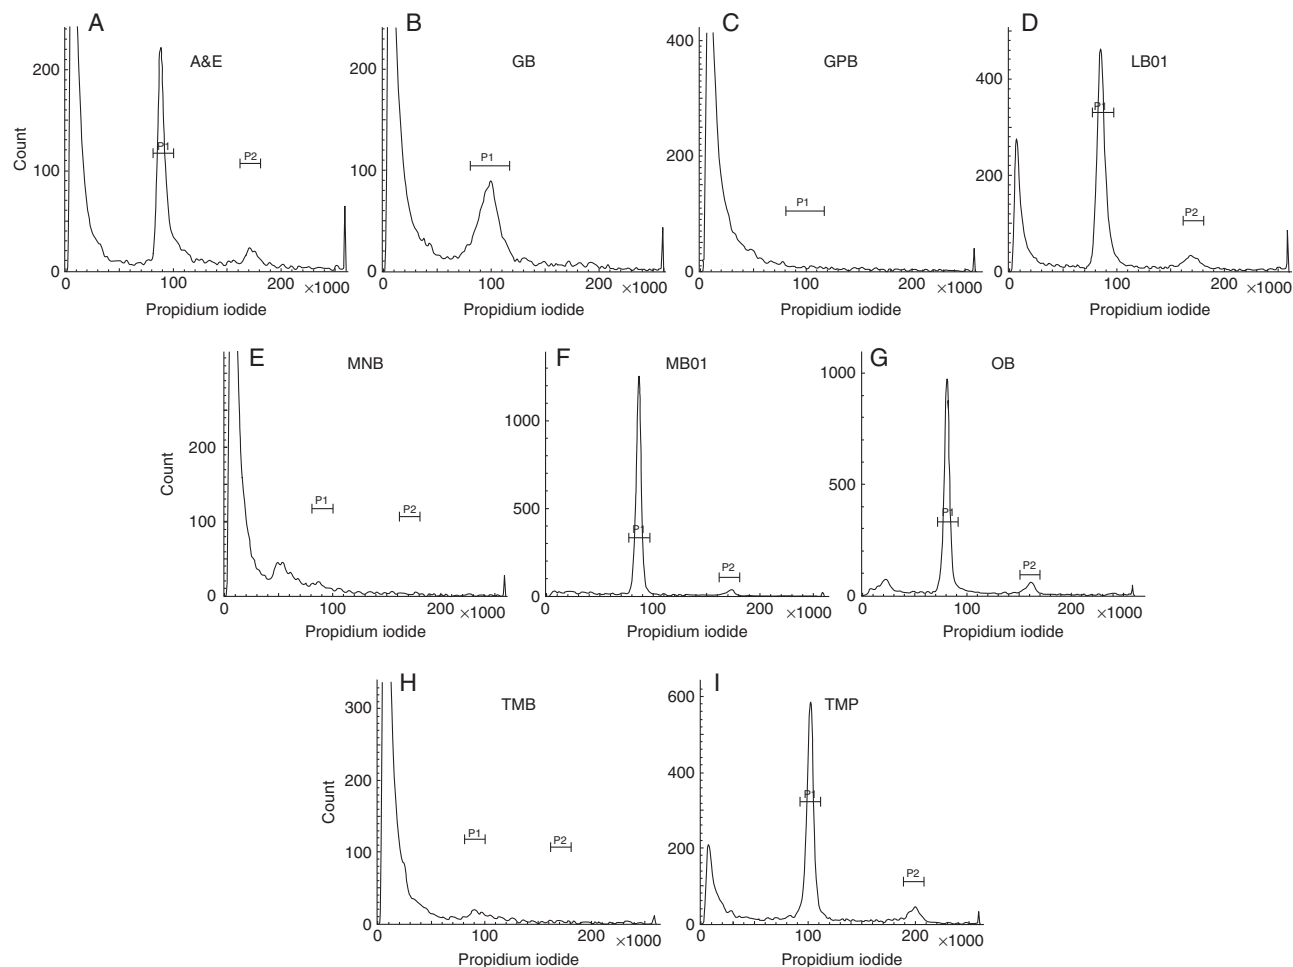 A
A&E
200
100
0
Count
P1
P2
0
100
200
×1000
Propidium iodide
B
GB
200
100
0
P1
0
100
200
×1000
Propidium iodide
C
GPB
400
200
0
P1
0
100
200
×1000
Propidium iodide
D
LB01
400
200
0
P1
P2
0
100
200
×1000
Propidium iodide
E
MNB
200
100
0
Count
P1
P2
0
100
200
×1000
Propidium iodide
F
MB01
1000
500
0
P1
P2
0
100
200
×1000
Propidium iodide
G
OB
1000
500
0
P1
P2
0
100
200
×1000
Propidium iodide
H
TMB
300
200
100
0
Count
P1
P2
0
100
200
×1000
Propidium iodide
I
TMP
600
400
200
0
P1
P2
0
100
200
×1000
Propidium iodide